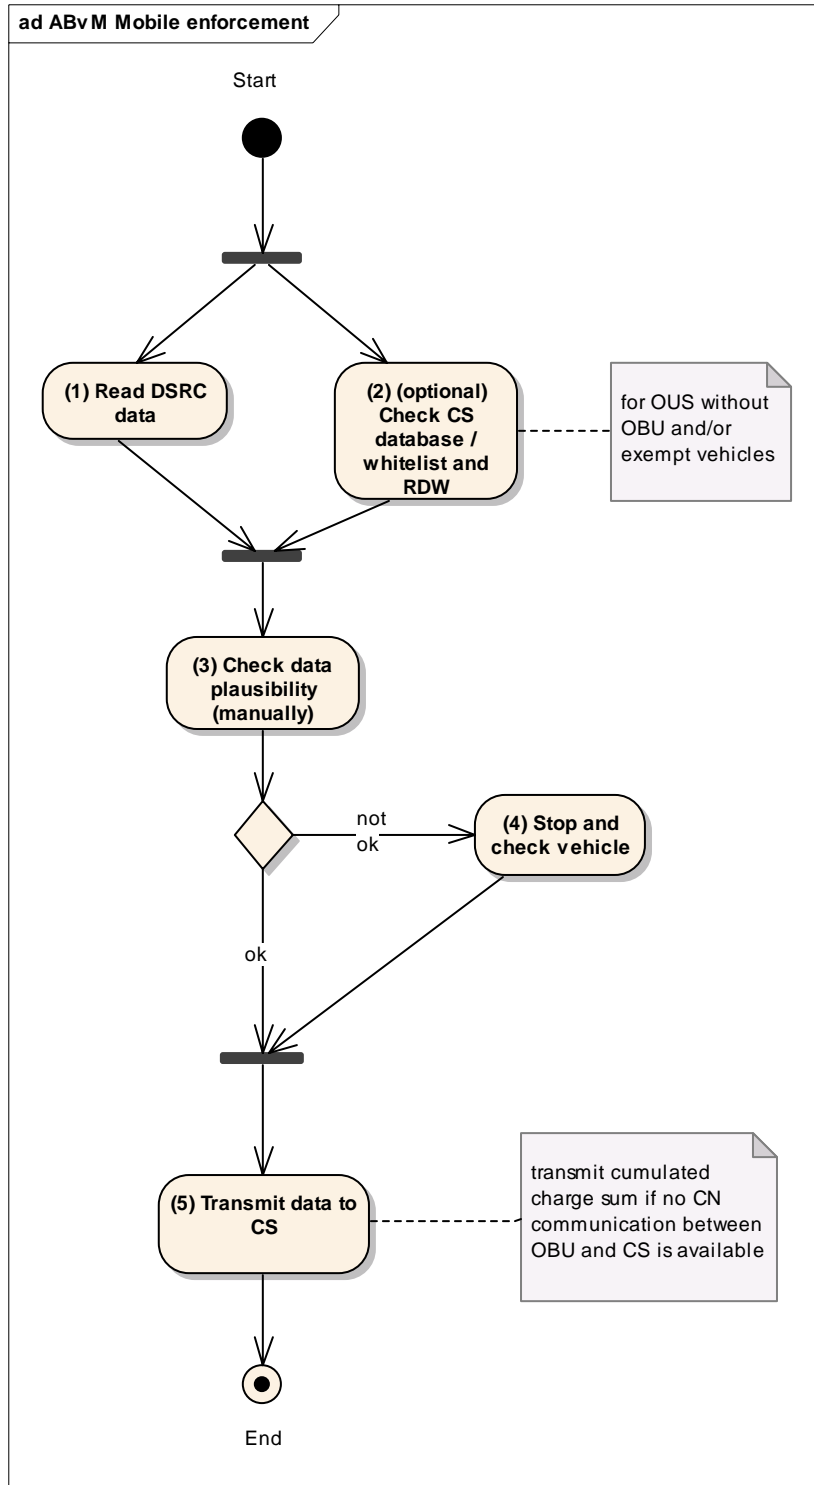 ad ABvM Mobile enforcement
Start
(1) Read DSRC
data
(2) (optional)
Check CS
database /
whitelist and
RDW
for OUS without
OBU and/or
exempt vehicles
(3) Check data
plausibility
(manually)
not
ok
(4) Stop and
check vehicle
ok
(5) Transmit data to
CS
transmit cumulated
charge sum if no CN
communication between
OBU and CS is available
End